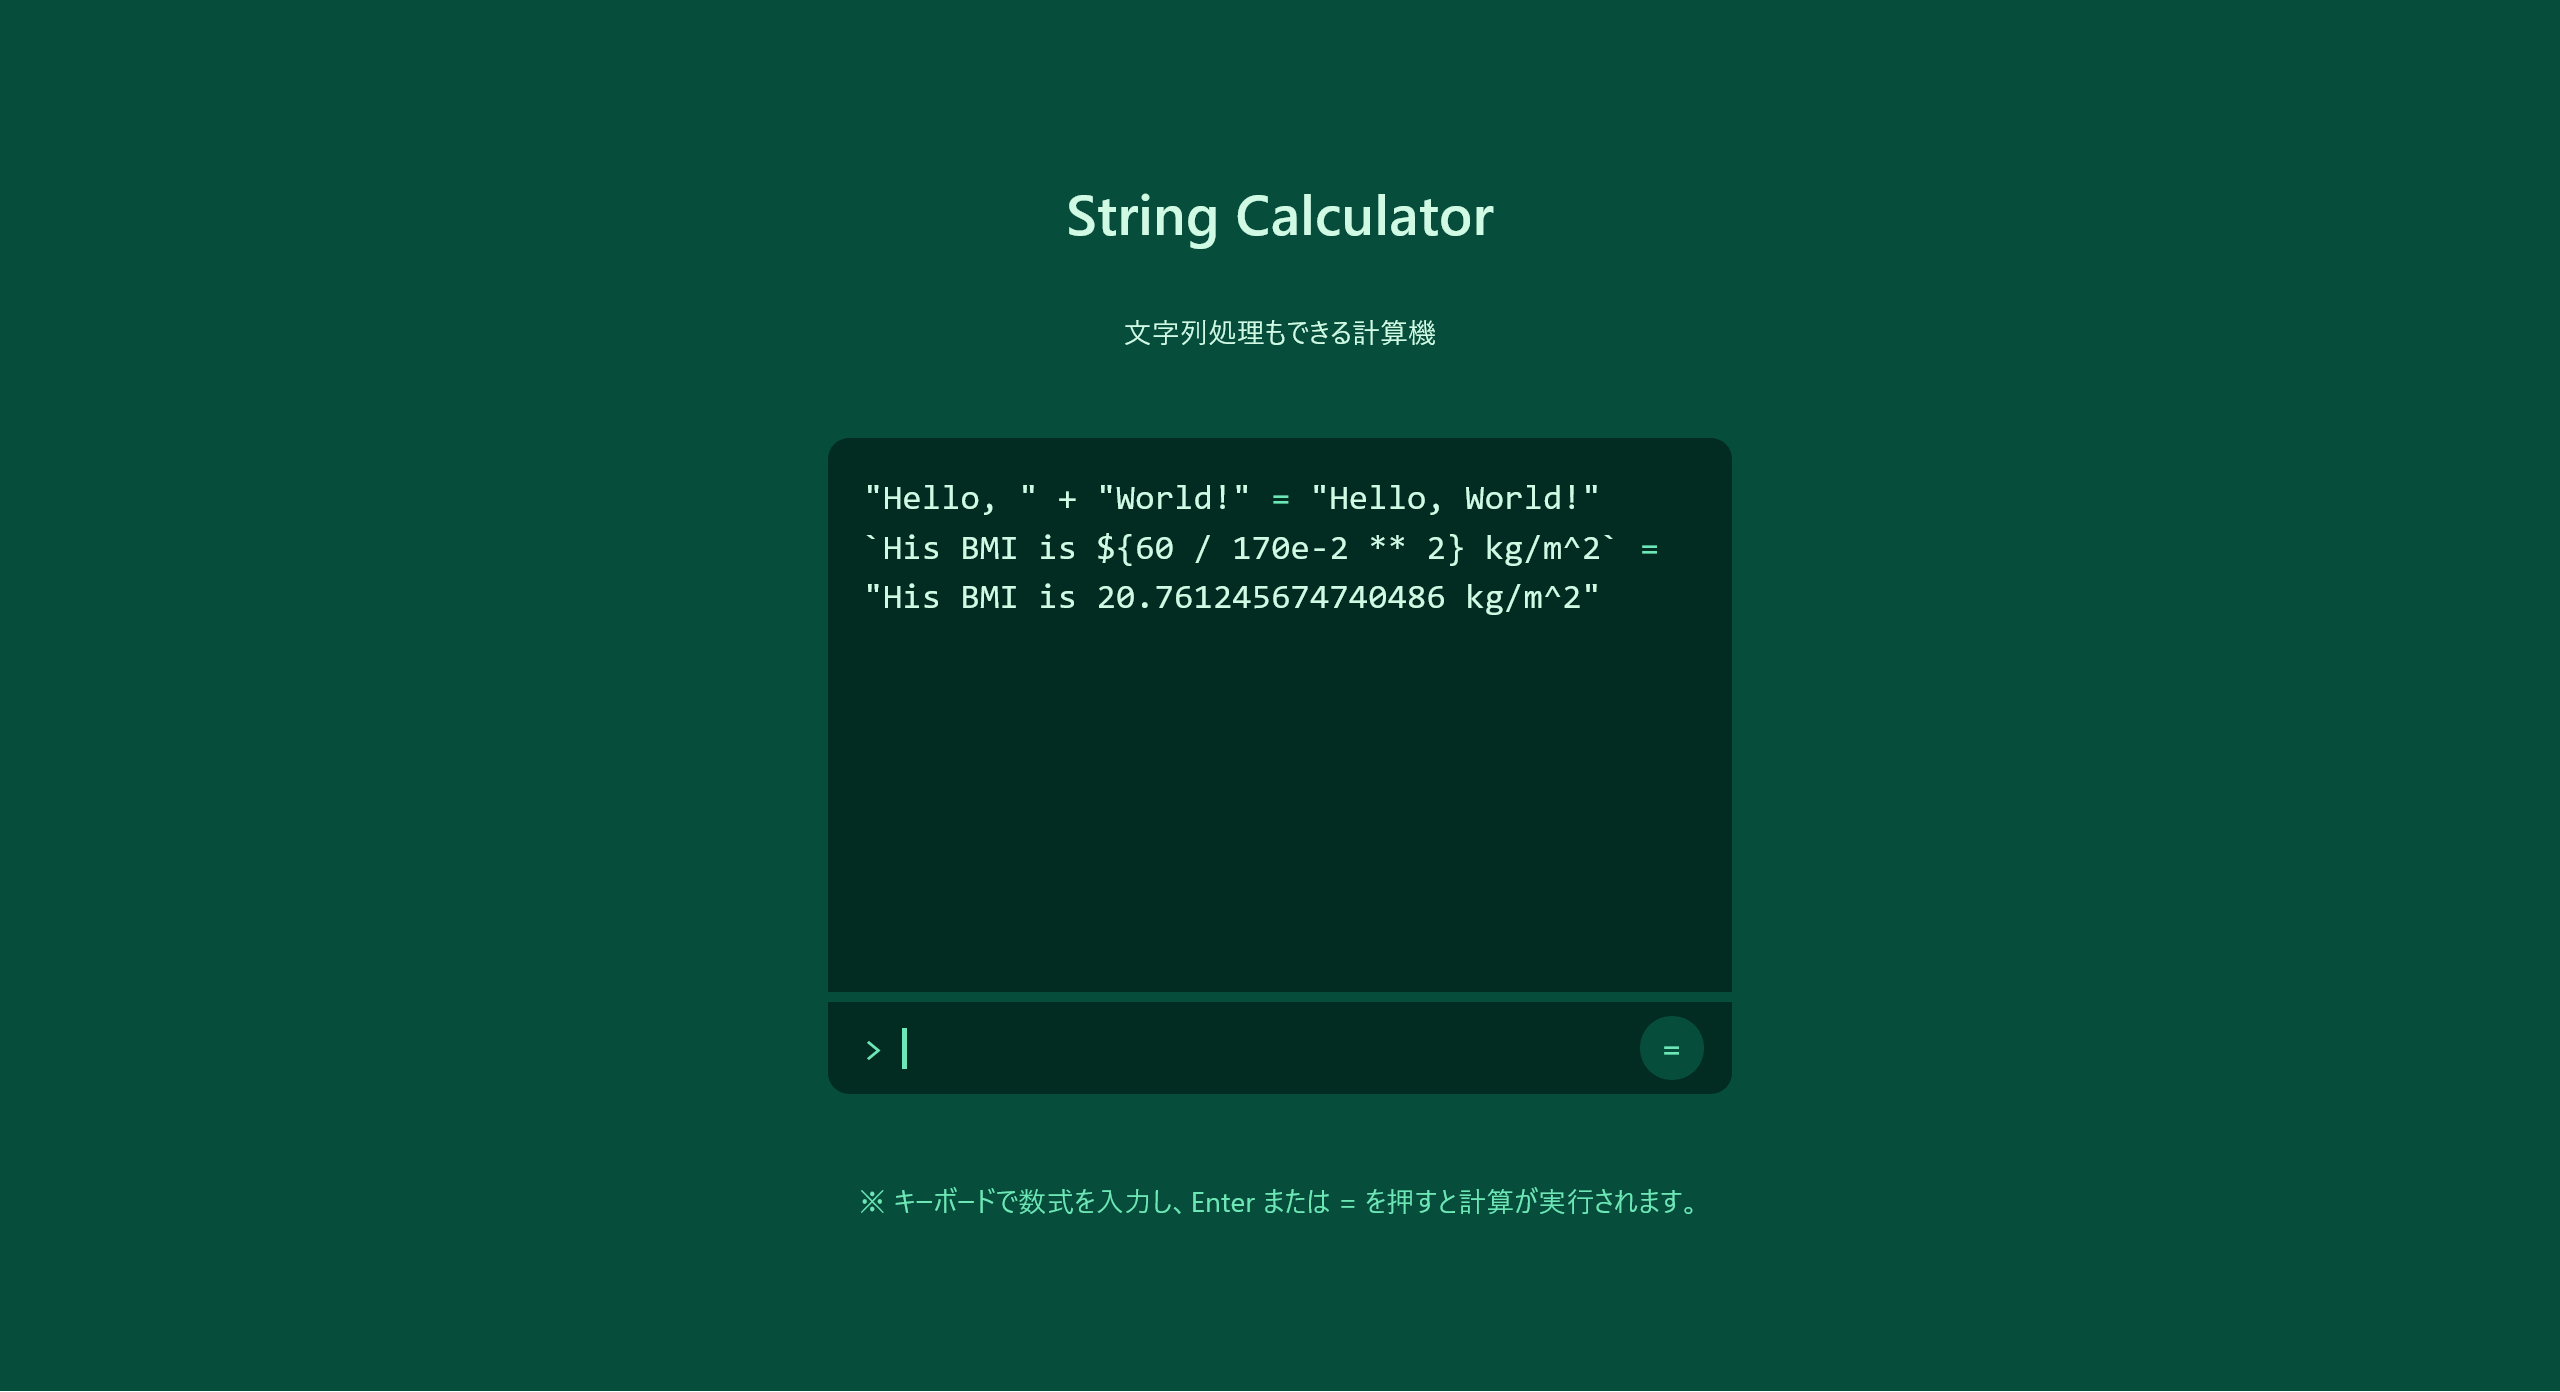 String Calculator
文字列処理もできる計算機
"Hello, " + "World!" = "Hello, World!"
`His BMI is ${60 / 170e-2 ** 2} kg/m^2` =
"His BMI is 20.761245674740486 kg/m^2"
>
=
※ キーボードで数式を入力し、Enter または = を押すと計算が実行されます。